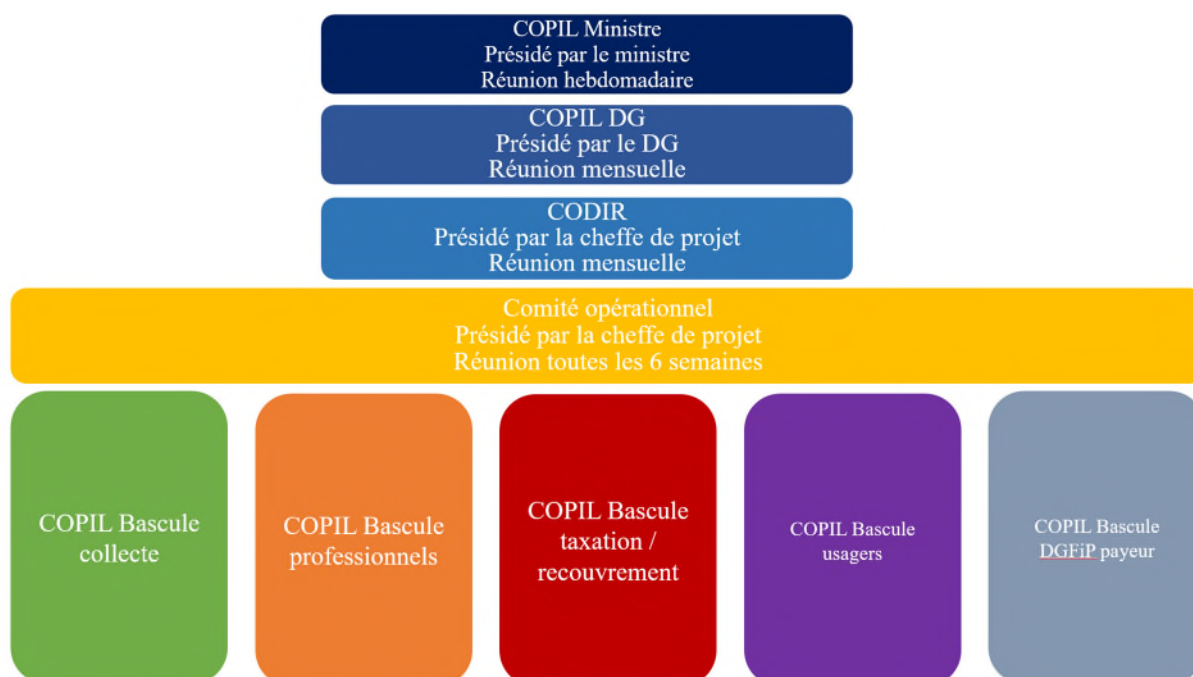 COPIL Ministre
Présidé par le ministre
Réunion hebdomadaire
COPIL DG
Présidé par le DG
Réunion mensuelle
CODIR
Présidé par la cheffe de projet
Réunion mensuelle
Comité opérationnel
Présidé par la cheffe de projet
Réunion toutes les 6 semaines
COPIL Bascule
collecte
COPIL Bascule
professionnels
COPIL Bascule
taxation /
recouvrement
COPIL Bascule
usagers
COPIL Bascule
DGFiP payeur